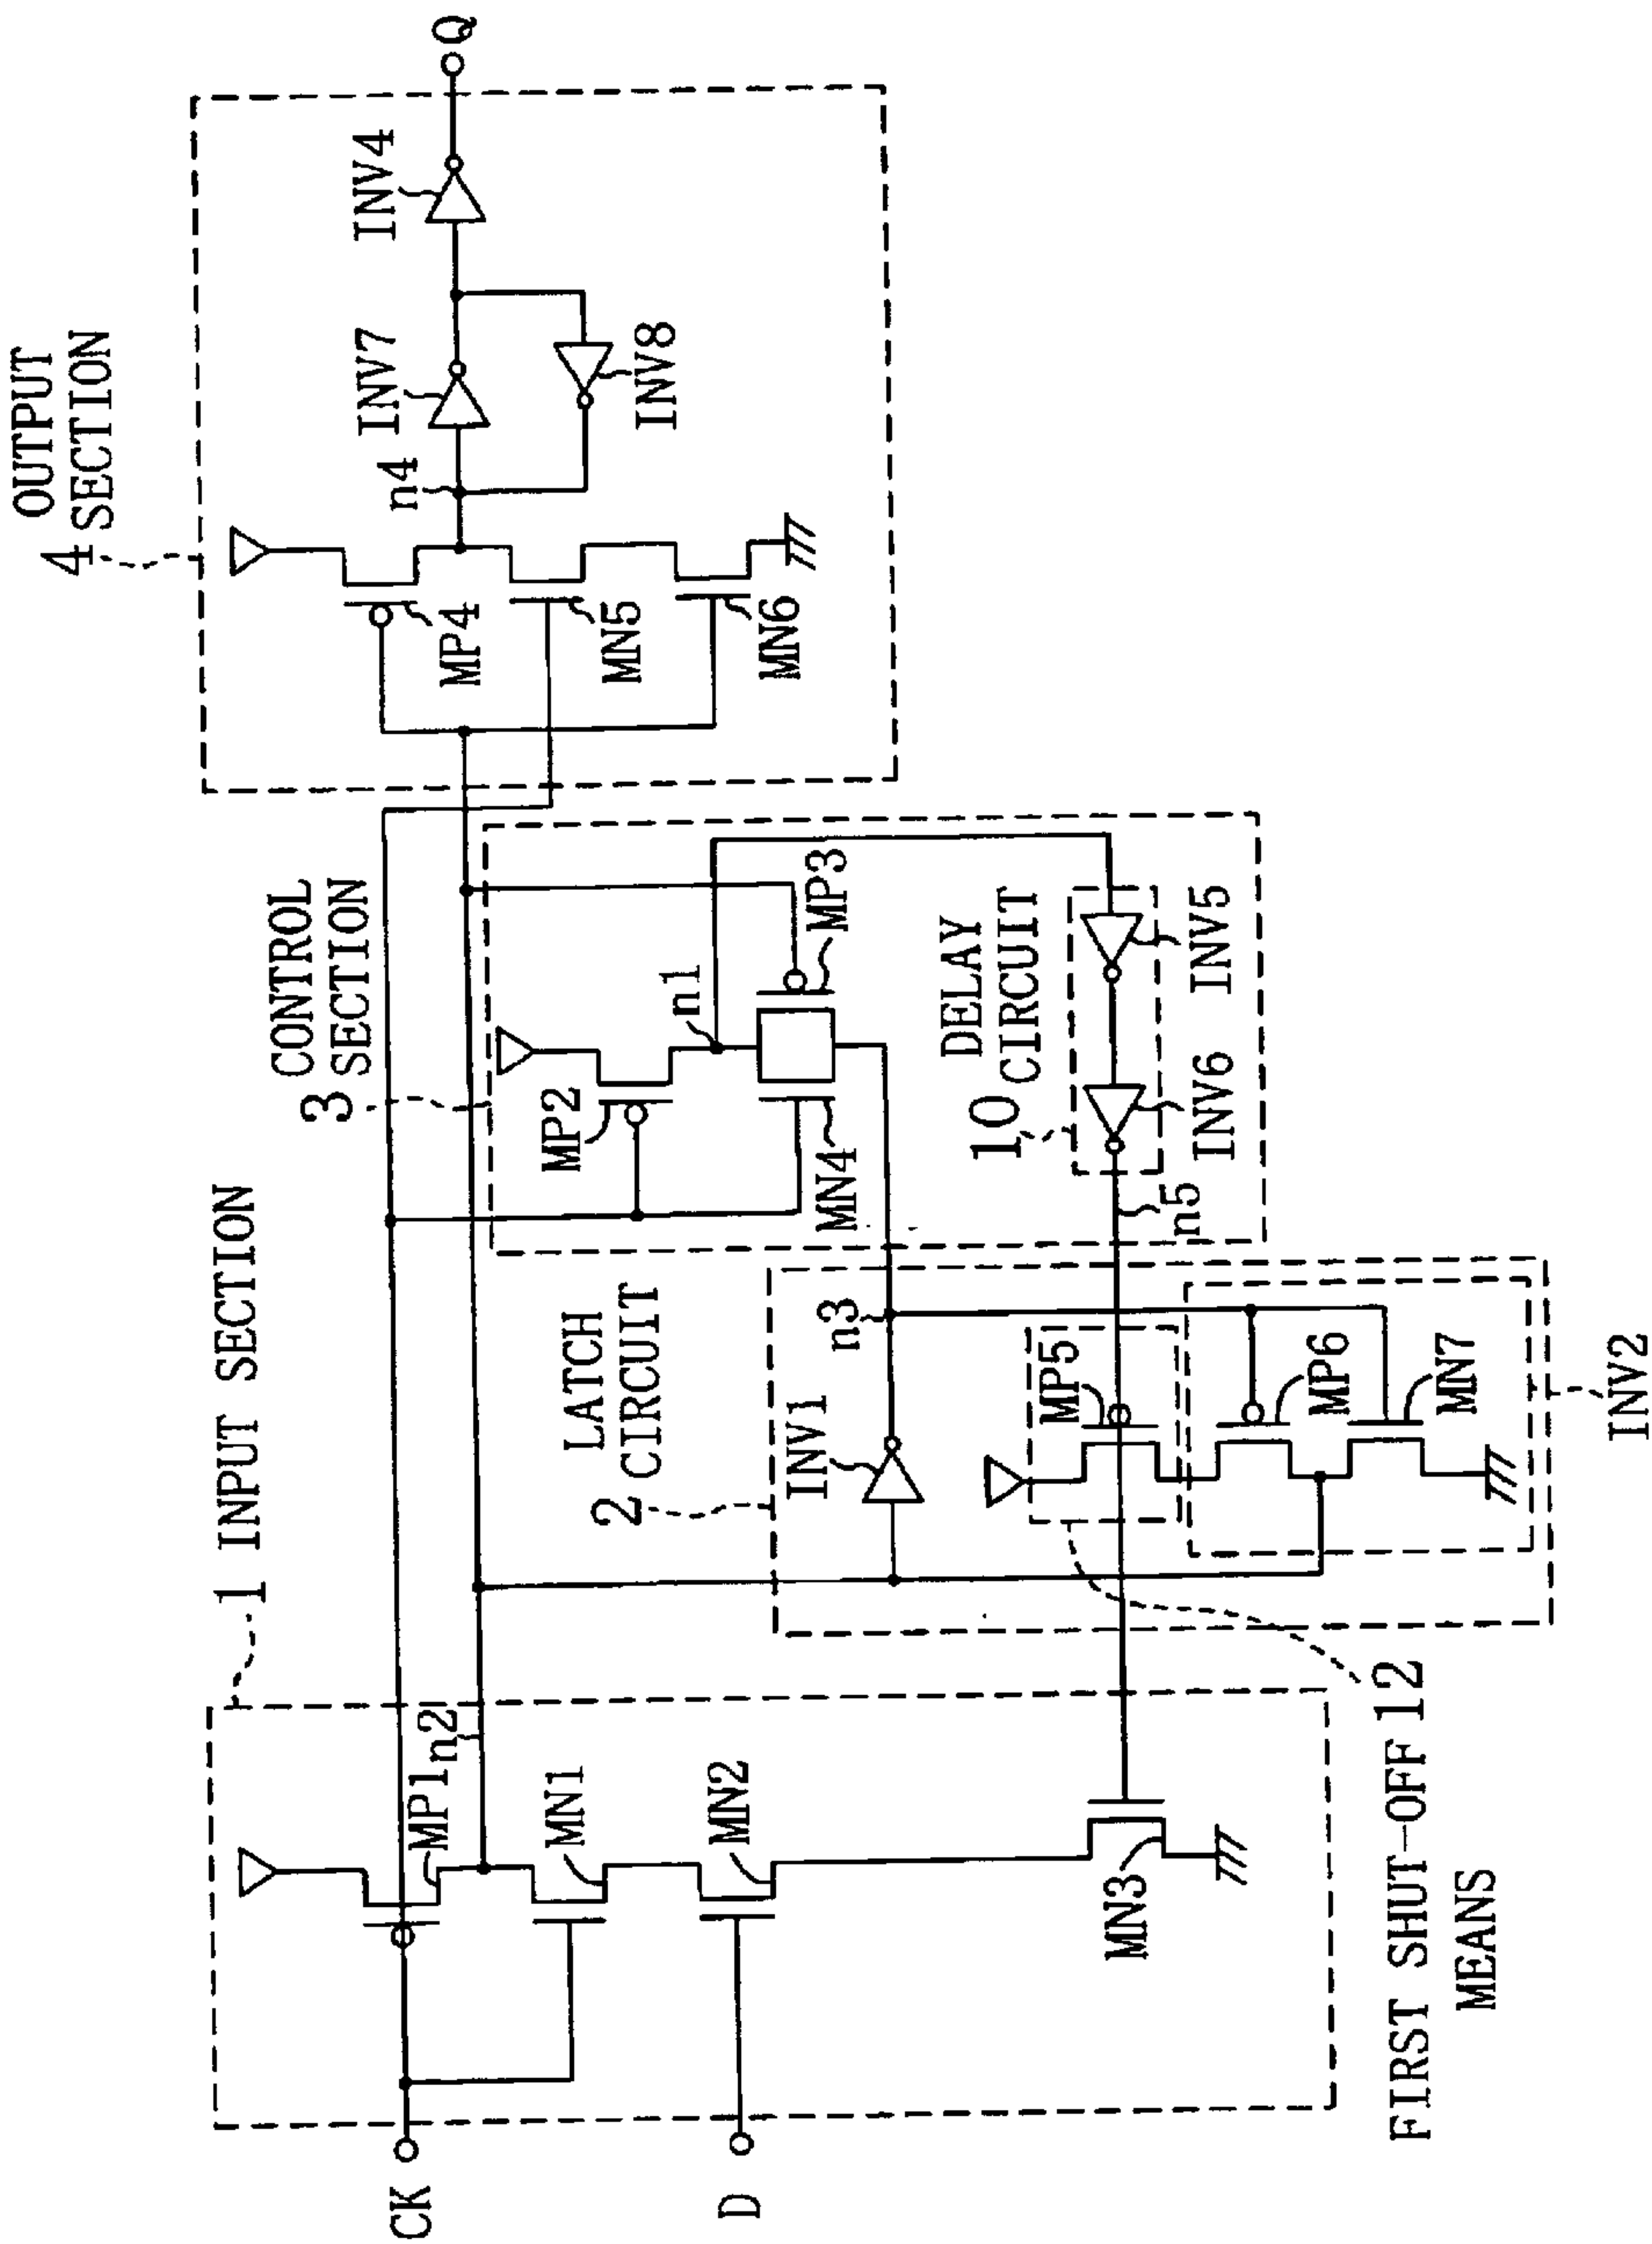 1 INPUT SECTION
CONTROL
3 SECTION
OUTPUT
4 SECTION
CK
MP1
n2
MN1
D
MN2
MN3
FIRST SHUT-OFF 12
MEANS
LATCH
2 CIRCUIT
INV1
n3
MP5
MP6
MN7
INV2
MP2
n1
MN4
MP3
DELAY
10 CIRCUIT
INV6
INV5
n5
MP4
MN5
MN6
n4
INV7
INV8
INV4
Q